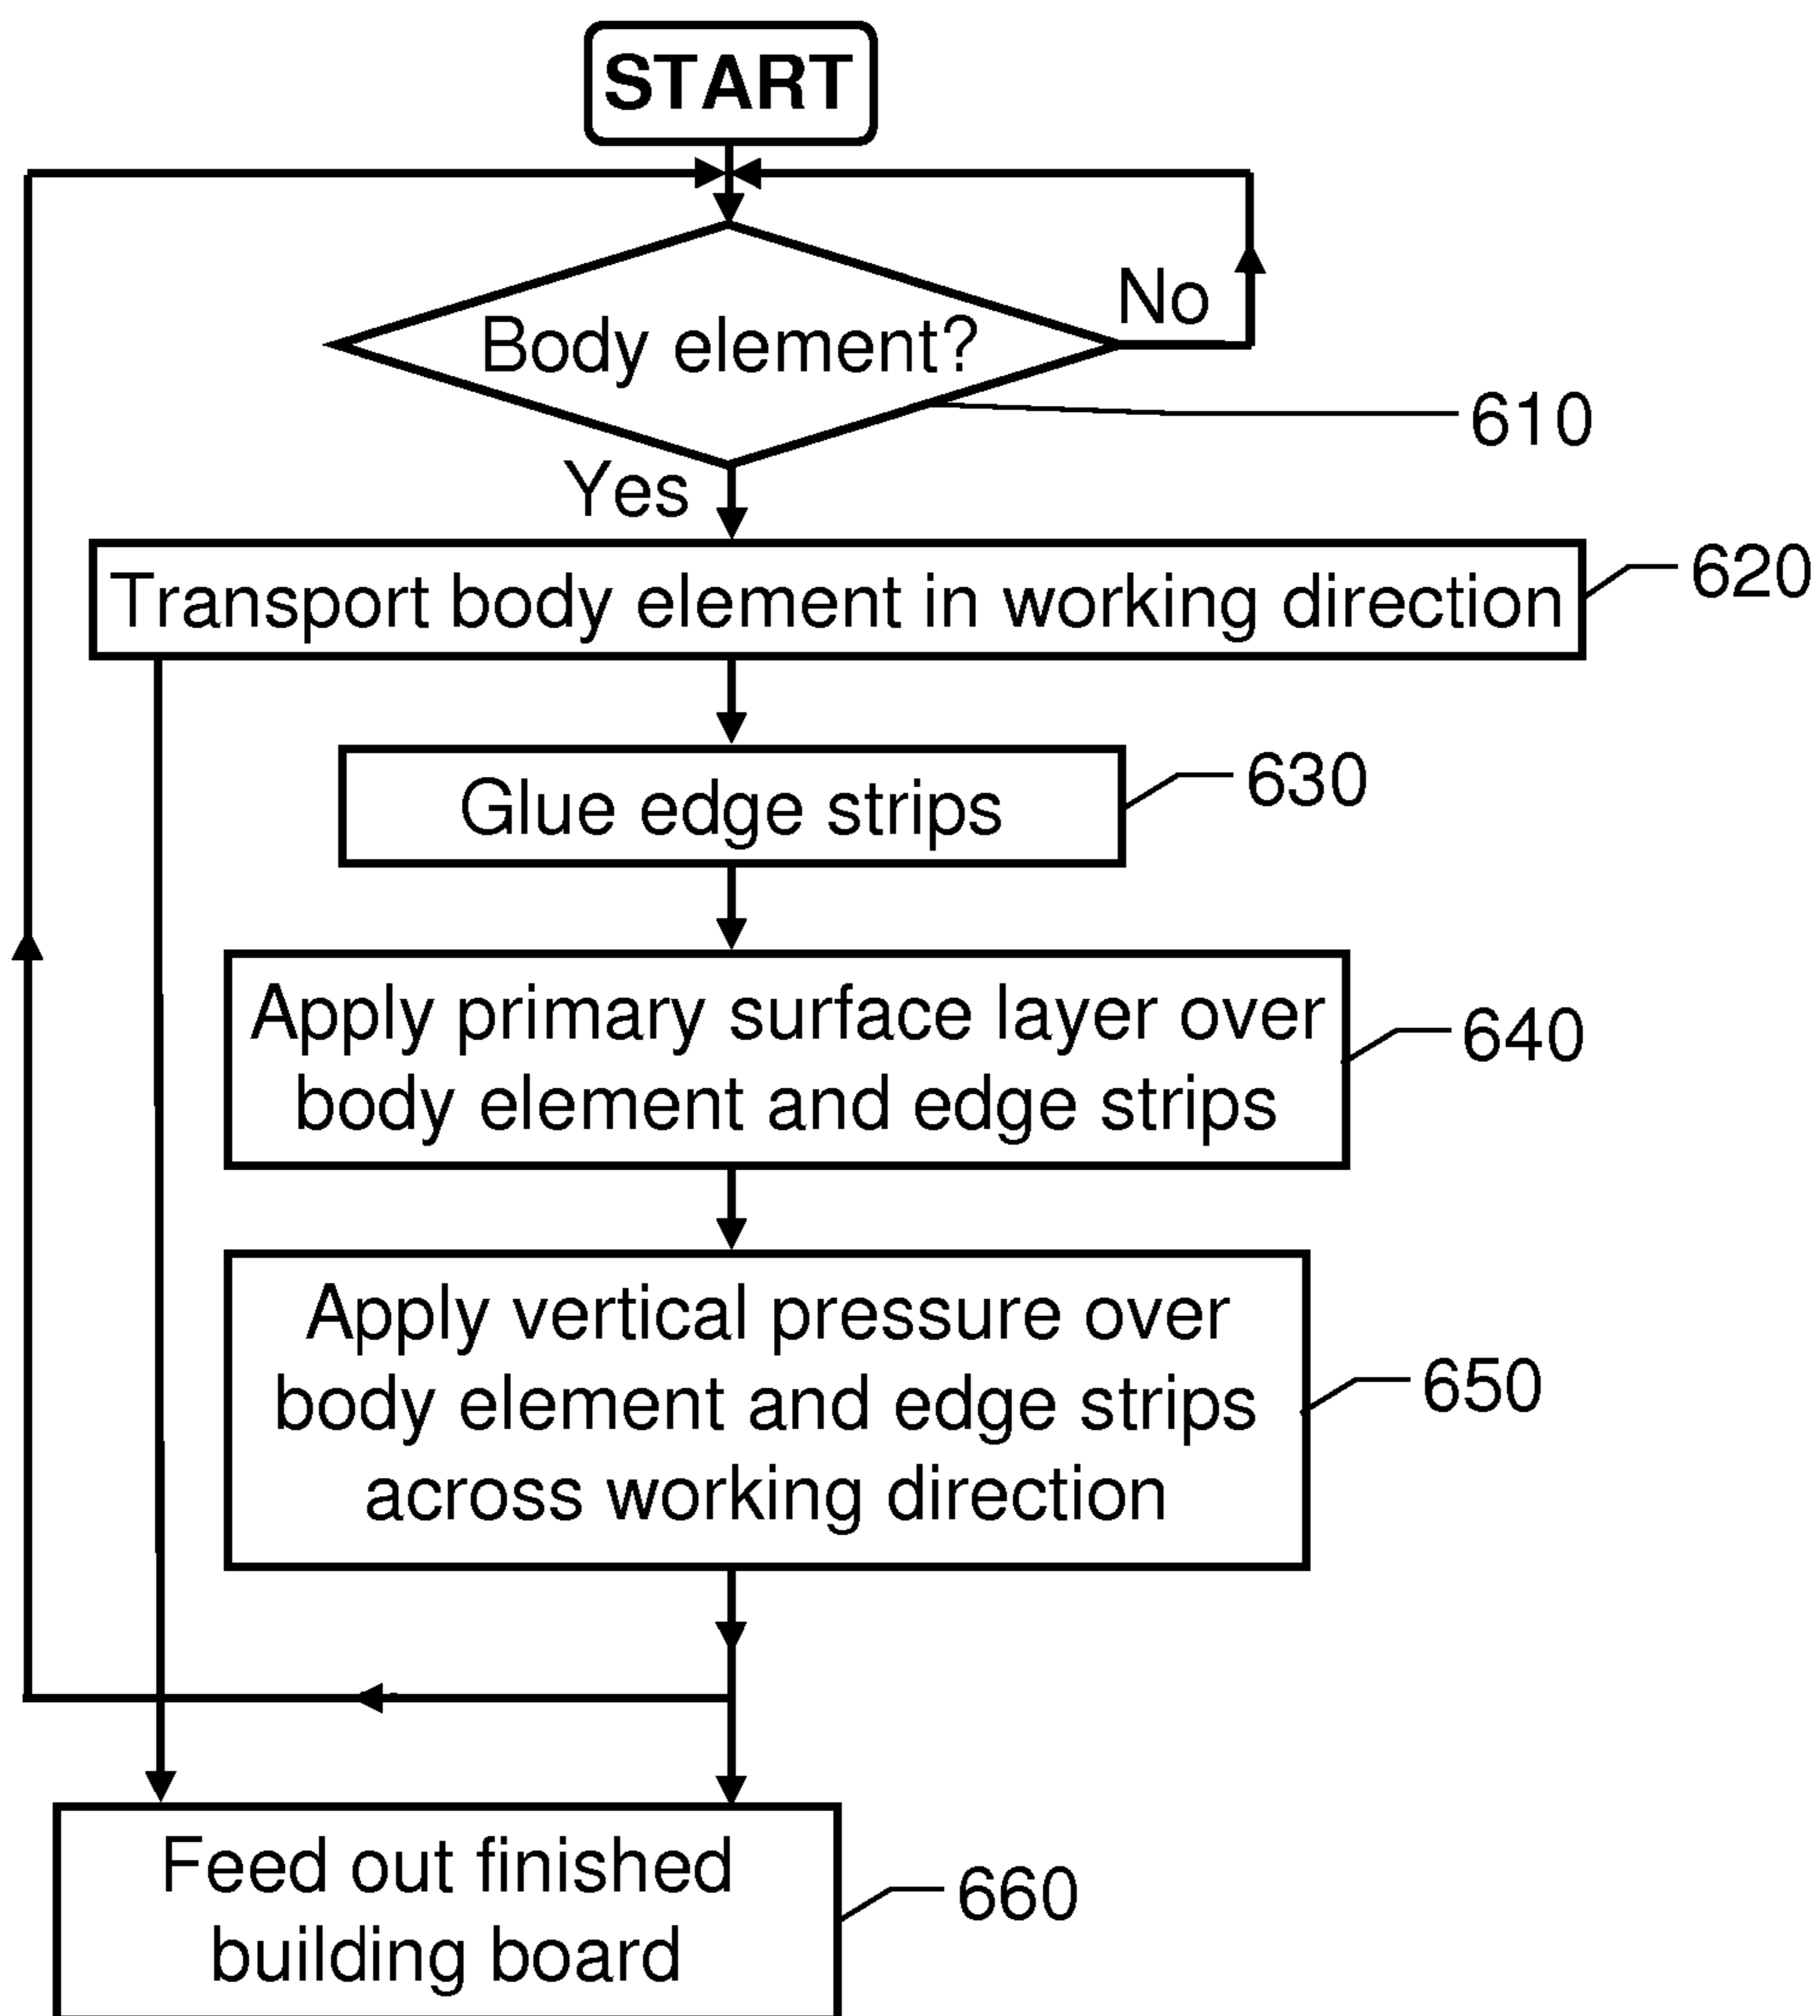 START
Body element?
No
610
Yes
Transport body element in working direction
620
Glue edge strips
630
Apply primary surface layer over
body element and edge strips
640
Apply vertical pressure over
body element and edge strips
across working direction
650
Feed out finished
building board
660